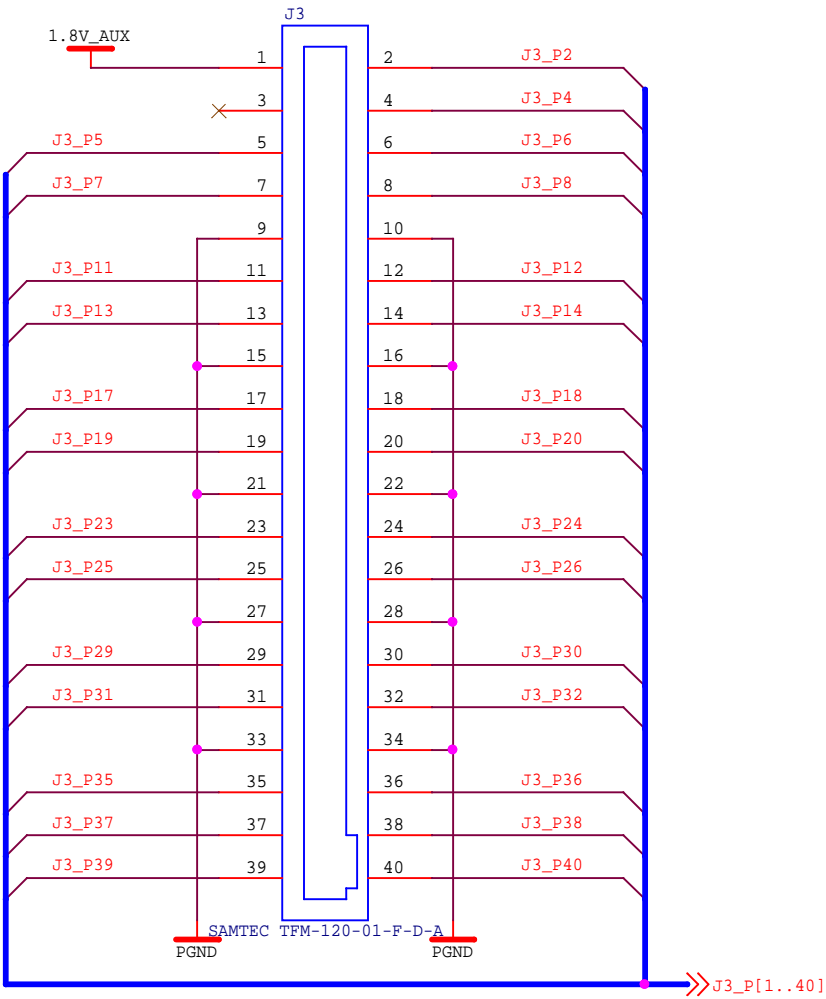 J3
1.8V_AUX
1 2 J3_P2
3 4 J3_P4
J3_P5 5 6 J3_P6
J3_P7 7 8 J3_P8
9 10
J3_P11 11 12 J3_P12
J3_P13 13 14 J3_P14
15 16
J3_P17 17 18 J3_P18
J3_P19 19 20 J3_P20
21 22
J3_P23 23 24 J3_P24
J3_P25 25 26 J3_P26
27 28
J3_P29 29 30 J3_P30
J3_P31 31 32 J3_P32
33 34
J3_P35 35 36 J3_P36
J3_P37 37 38 J3_P38
J3_P39 39 40 J3_P40
SAMTEC TFM-120-01-F-D-A
PGND PGND
J3_P[1..40]